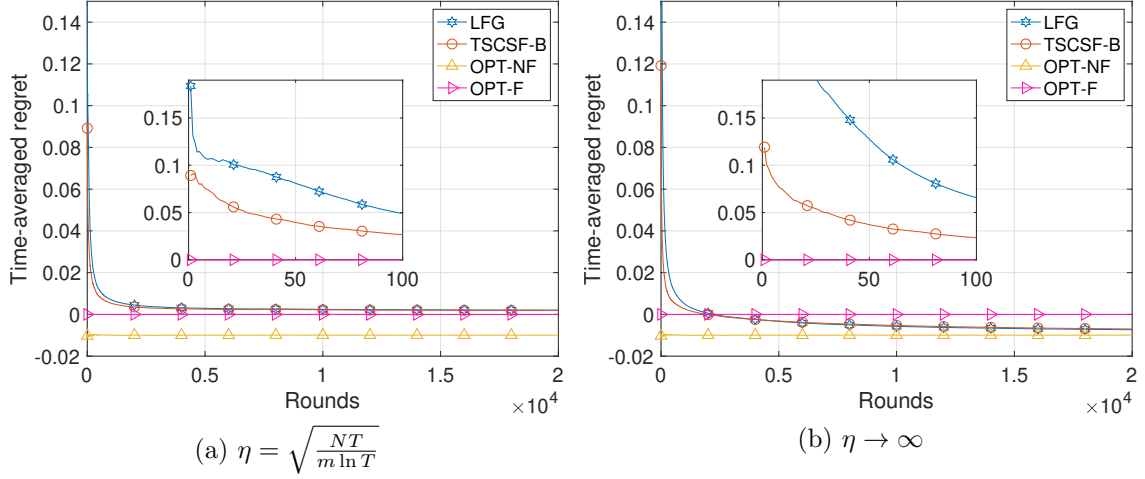 0.14
0.12
0.1
0.08
0.06
0.04
0.02
0
-0.02
Time-averaged regret
LFG
TSCSF-B
OPT-NF
OPT-F
0.15
0.1
0.05
0
0 50 100
0 0.5 1 1.5 2
Rounds
×10⁴
(a) η = √(NT / m ln T)
0.14
0.12
0.1
0.08
0.06
0.04
0.02
0
-0.02
Time-averaged regret
LFG
TSCSF-B
OPT-NF
OPT-F
0.15
0.1
0.05
0
0 50 100
0 0.5 1 1.5 2
Rounds
×10⁴
(b) η → ∞